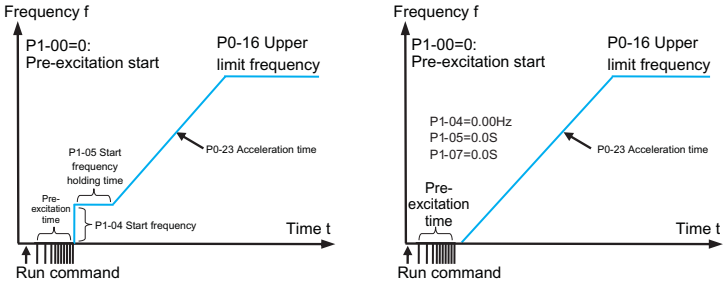 Frequency f
P1-00=0:
Pre-excitation start
P0-16 Upper
limit frequency
P0-23 Acceleration time
P1-05 Start
frequency
holding time
Pre-
excitation
time
P1-04 Start frequency
Time t
Run command
Frequency f
P1-00=0:
Pre-excitation start
P0-16 Upper
limit frequency
P1-04=0.00Hz
P1-05=0.0S
P1-07=0.0S
P0-23 Acceleration time
Pre-
excitation
time
Time t
Run command